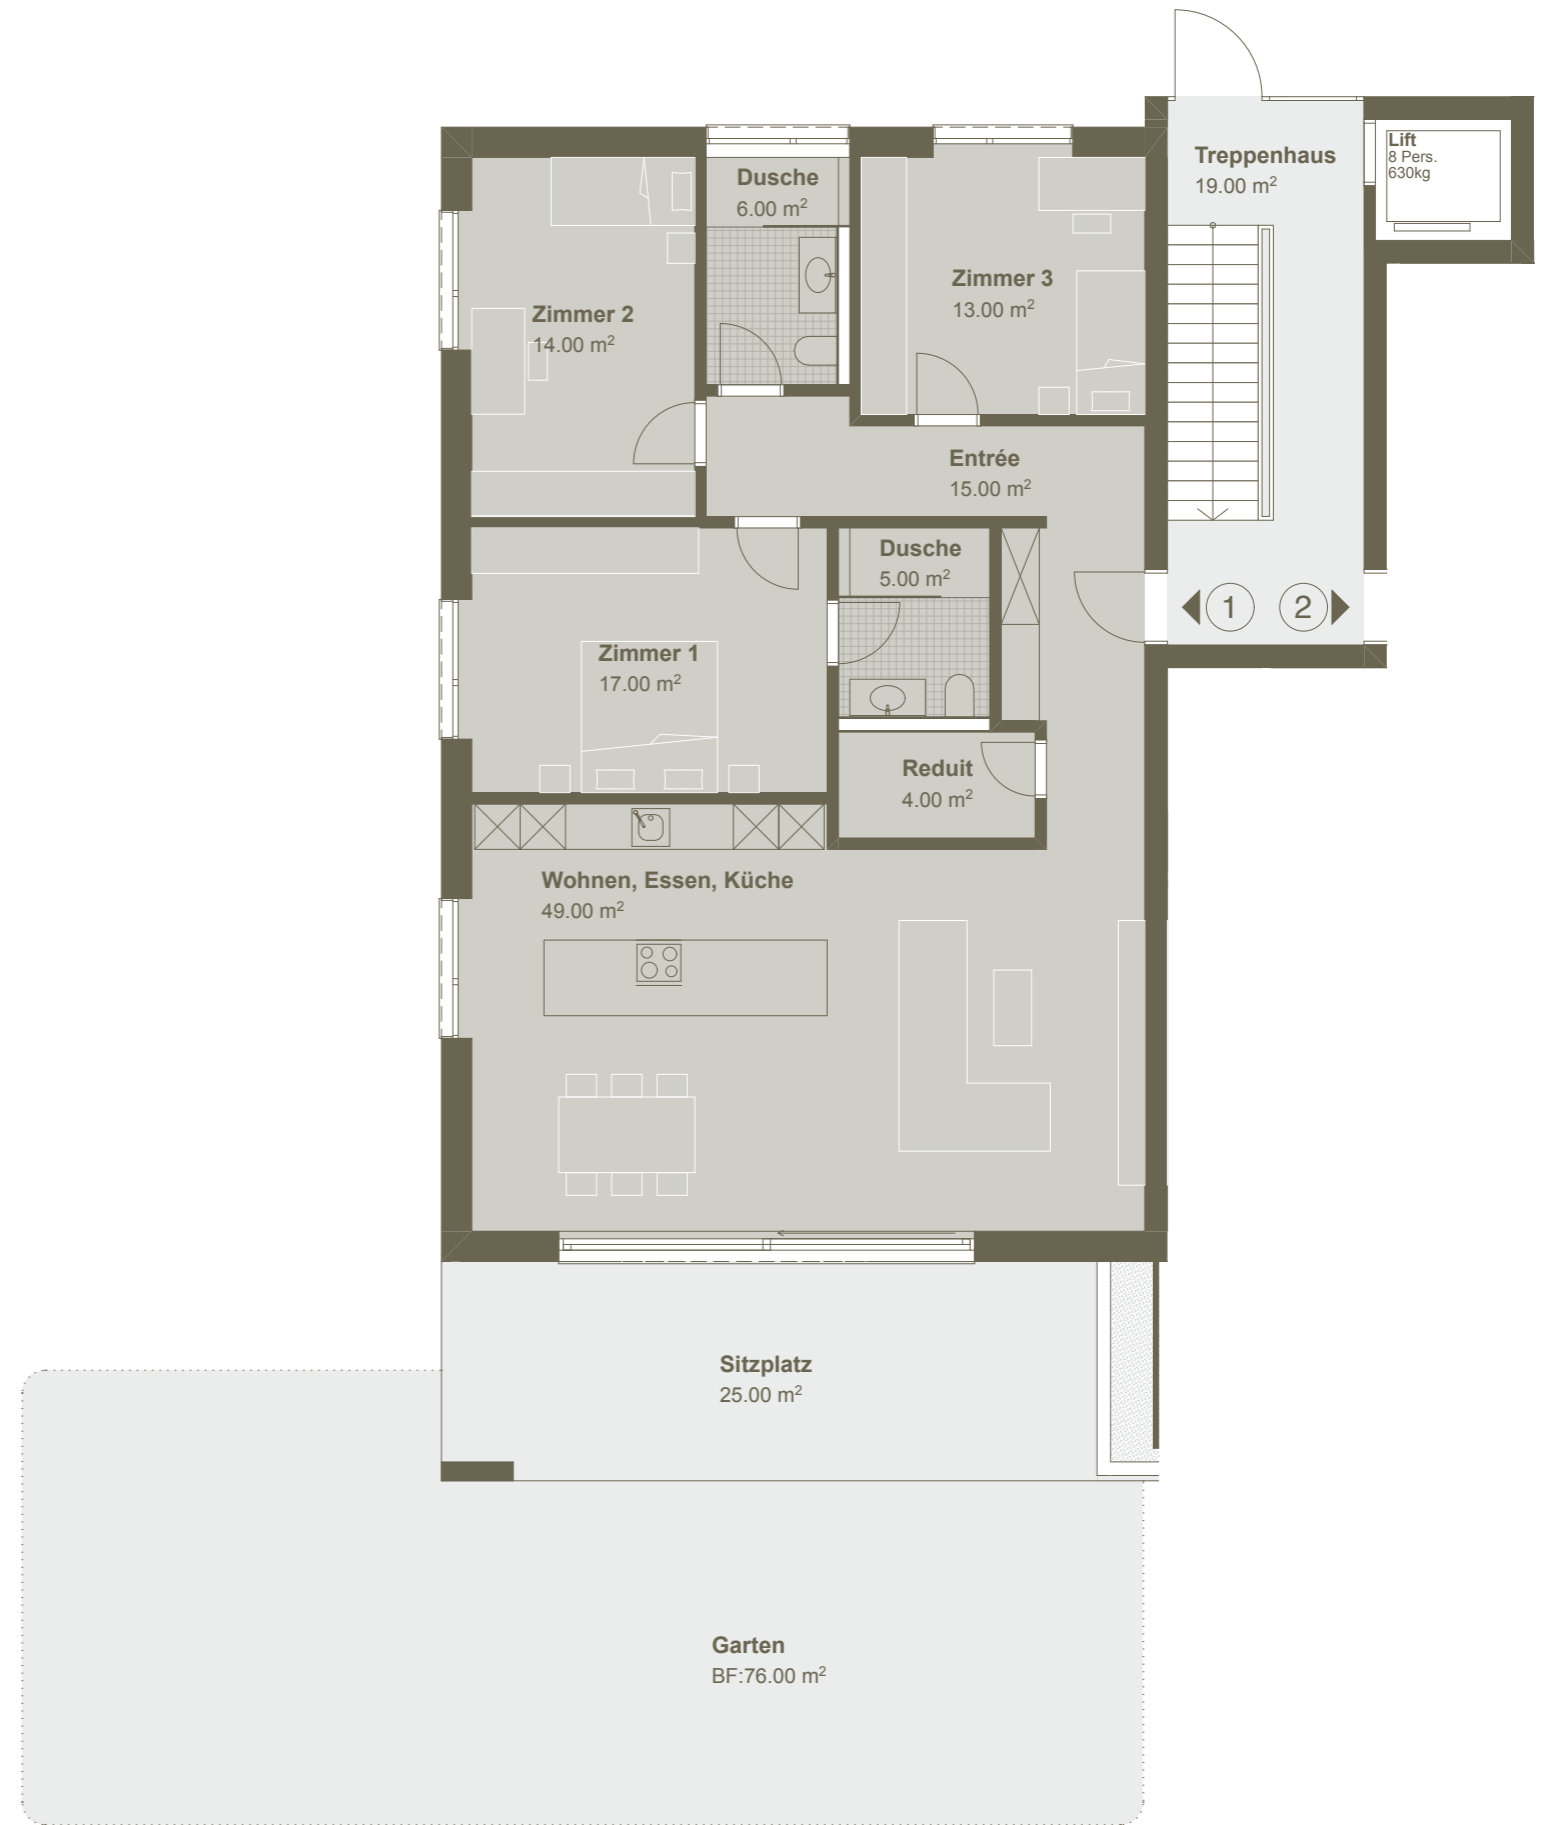 Lift
8 Pers.
630kg
Treppenhaus
19.00 m²
Dusche
6.00 m²
Zimmer 3
13.00 m²
Zimmer 2
14.00 m²
Entrée
15.00 m²
Dusche
5.00 m²
1 2
Zimmer 1
17.00 m²
Reduit
4.00 m²
Wohnen, Essen, Küche
49.00 m²
Sitzplatz
25.00 m²
Garten
BF:76.00 m²